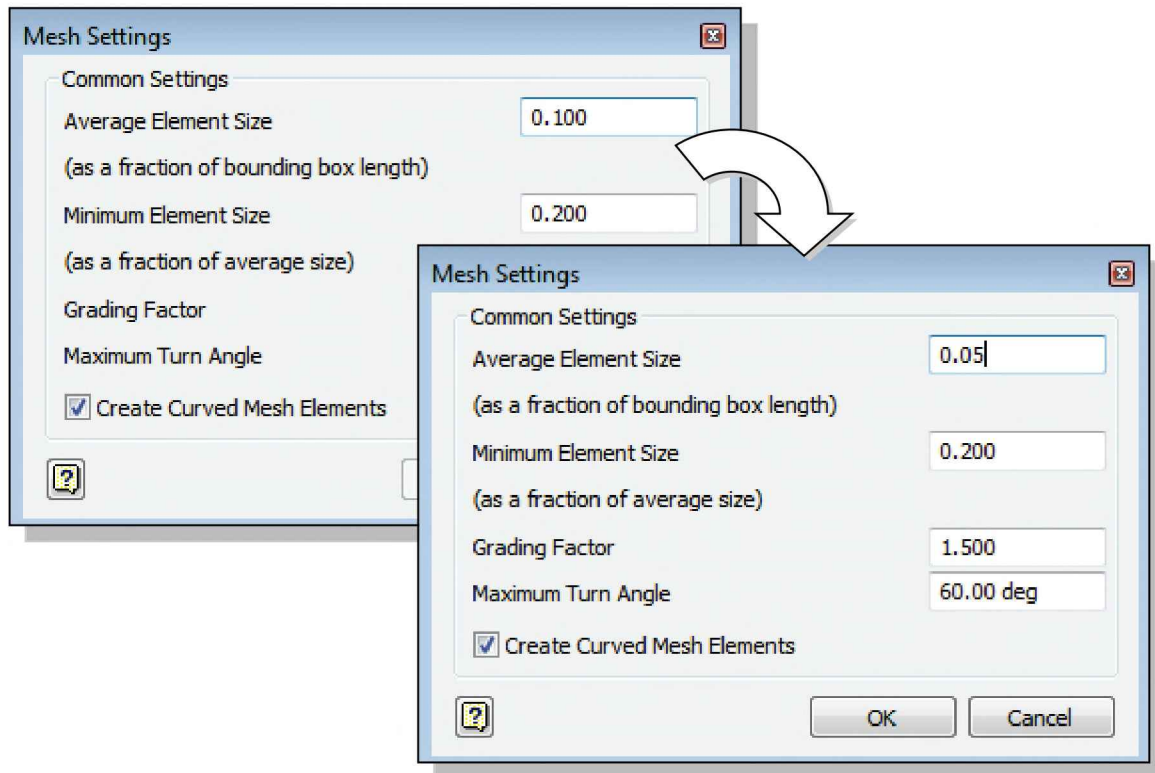 Mesh Settings
Common Settings
Average Element Size 0.100
(as a fraction of bounding box length)
Minimum Element Size 0.200
(as a fraction of average size)
Grading Factor
Maximum Turn Angle
Create Curved Mesh Elements
Mesh Settings
Common Settings
Average Element Size 0.05
(as a fraction of bounding box length)
Minimum Element Size 0.200
(as a fraction of average size)
Grading Factor 1.500
Maximum Turn Angle 60.00 deg
Create Curved Mesh Elements
OK Cancel